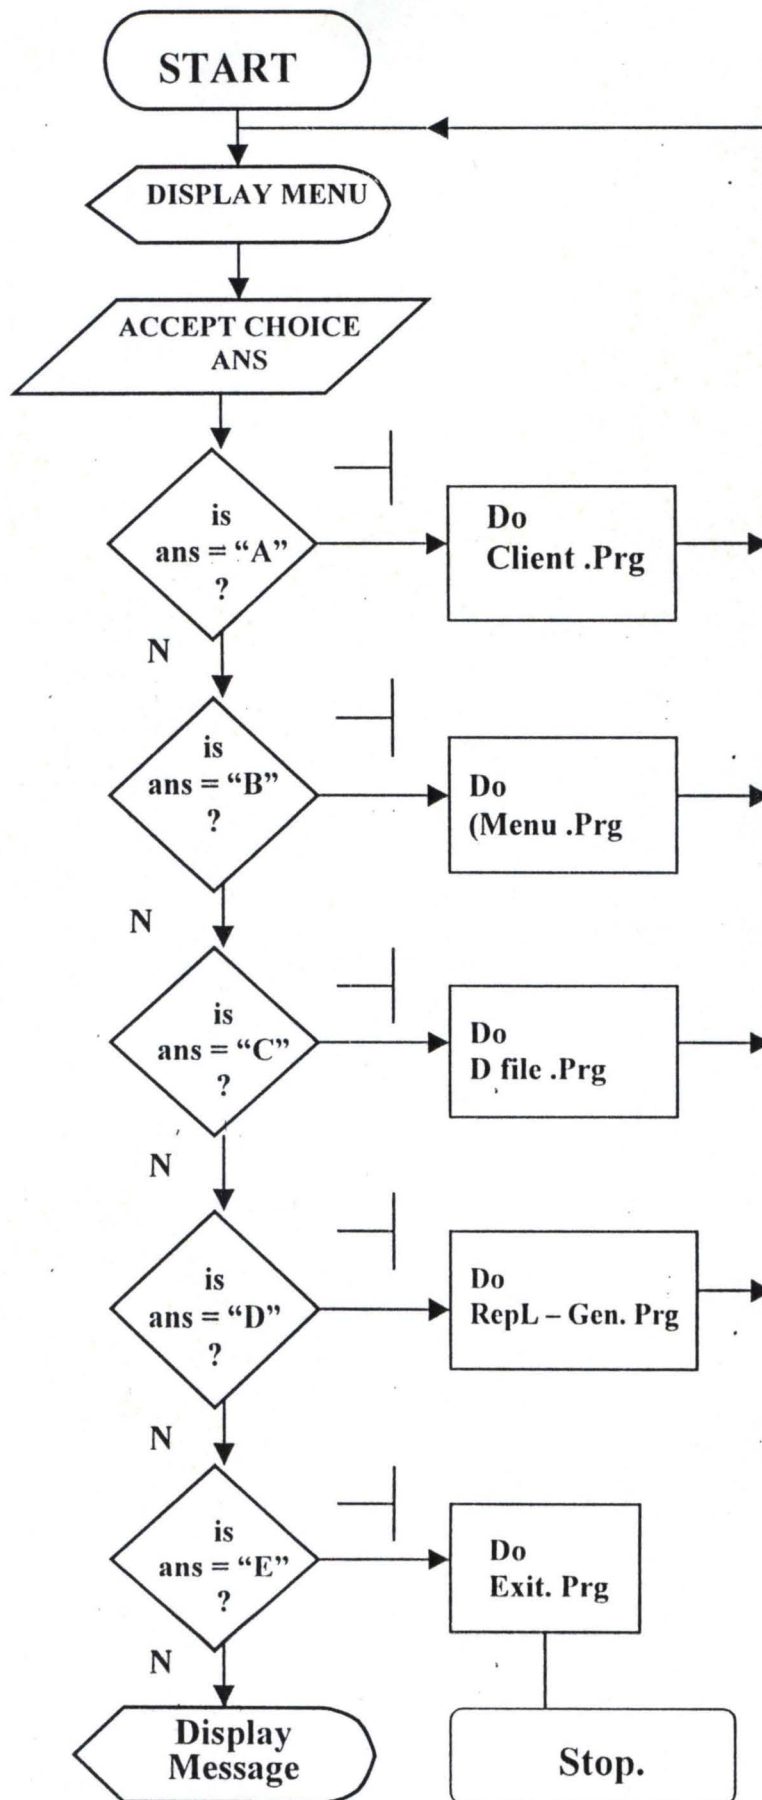 START
DISPLAY MENU
ACCEPT CHOICE
ANS
is
ans = “A”
?
Do
Client .Prg
N
is
ans = “B”
?
Do
(Menu .Prg
N
is
ans = “C”
?
Do
D file .Prg
N
is
ans = “D”
?
Do
RepL – Gen. Prg
N
is
ans = “E”
?
Do
Exit. Prg
N
Display
Message
Stop.